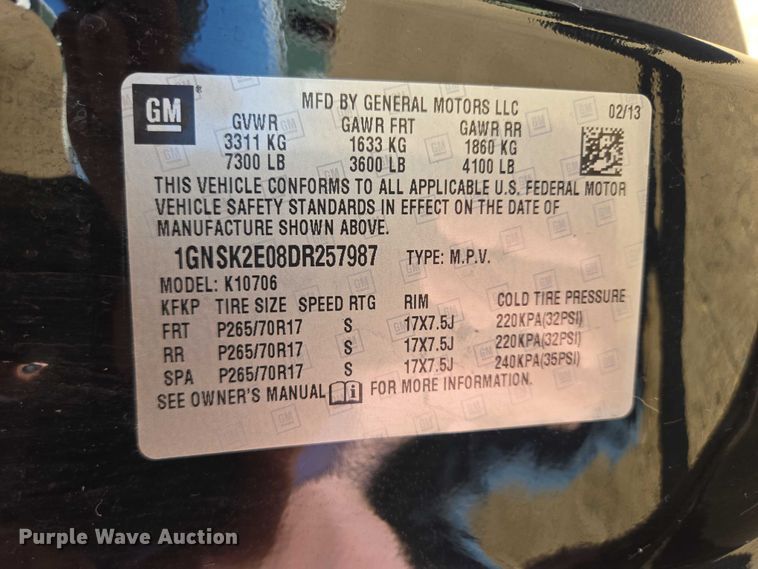 GM
MFD BY GENERAL MOTORS LLC 02/13
GVWR GAWR FRT GAWR RR
3311 KG 1633 KG 1860 KG
7300 LB 3600 LB 4100 LB
THIS VEHICLE CONFORMS TO ALL APPLICABLE U.S. FEDERAL MOTOR
VEHICLE SAFETY STANDARDS IN EFFECT ON THE DATE OF
MANUFACTURE SHOWN ABOVE.
1GNSK2E08DR257987 TYPE: M.P.V.
MODEL: K10706
KFKP TIRE SIZE SPEED RTG RIM COLD TIRE PRESSURE
FRT P265/70R17 S 17X7.5J 220KPA(32PSI)
RR P265/70R17 S 17X7.5J 220KPA(32PSI)
SPA P265/70R17 S 17X7.5J 240KPA(35PSI)
SEE OWNER'S MANUAL FOR MORE INFORMATION.
Purple Wave Auction